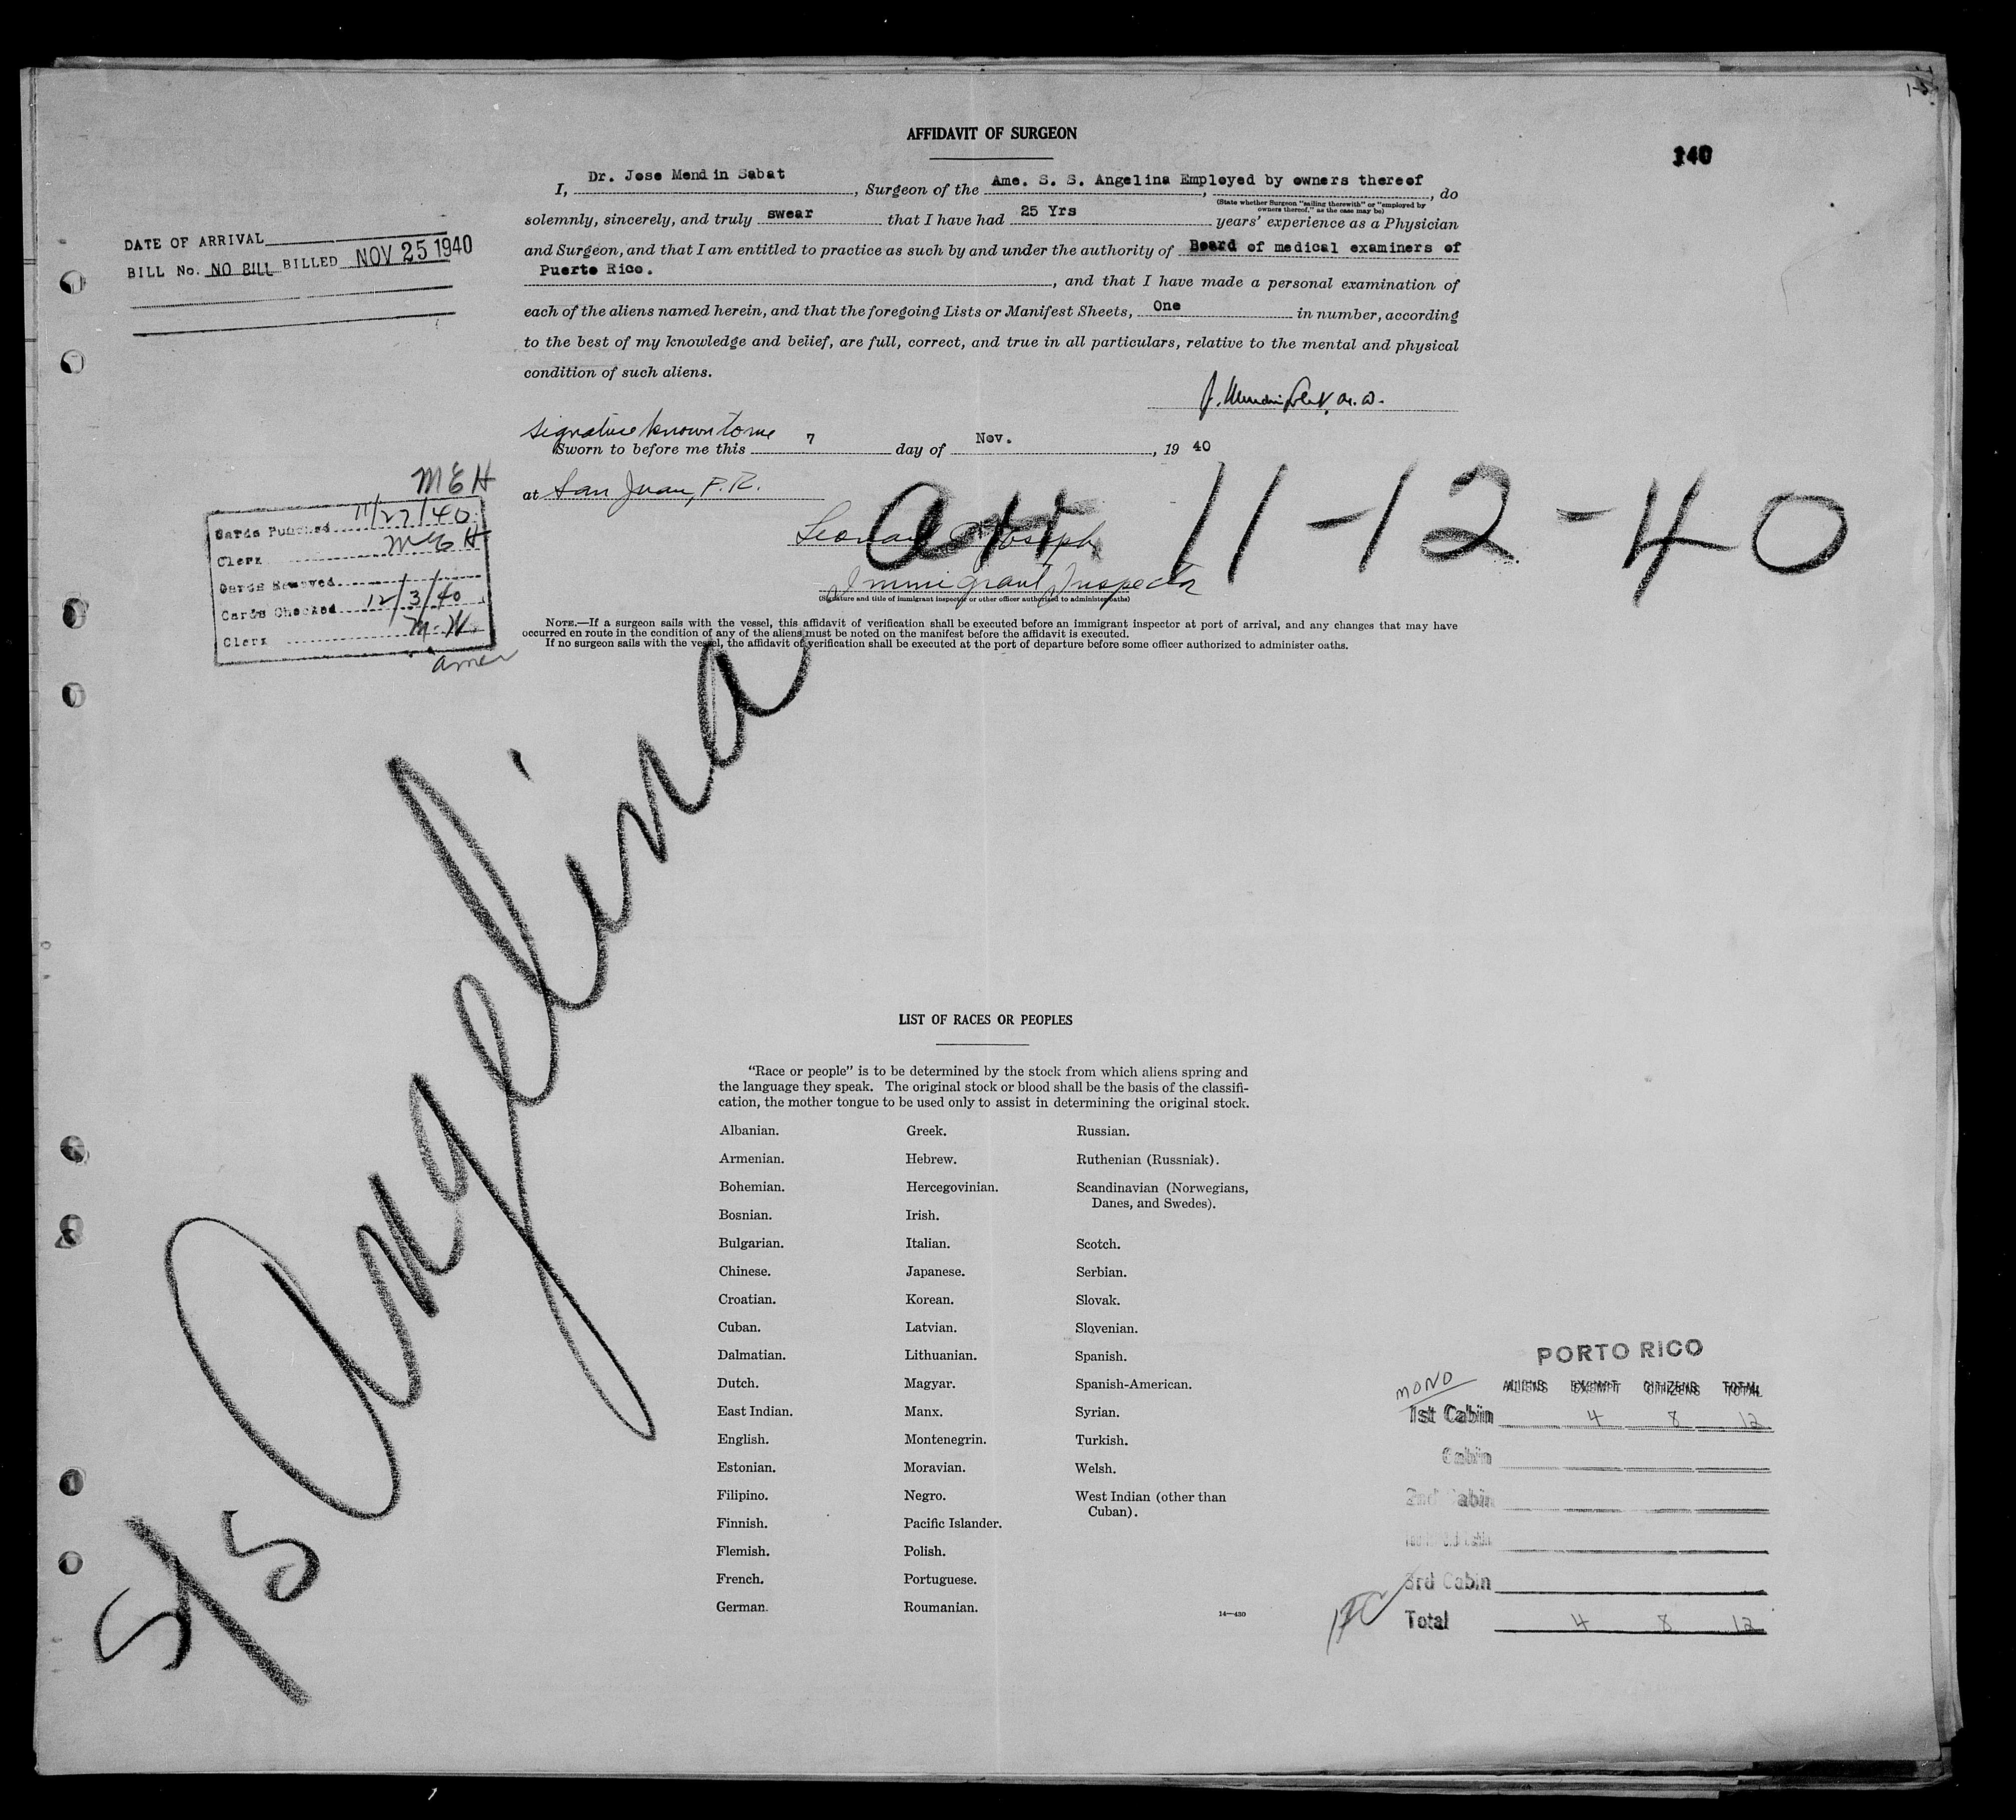 AFFIDAVIT OF SURGEON
140
I, Dr. Jose Mendin Sabat, Surgeon of the Ame. S. S. Angelina Employed by owners thereof, do
(State whether Surgeon "sailing therewith" or "employed by
owners thereof," as the case may be)
solemnly, sincerely, and truly swear that I have had 25 Yrs years' experience as a Physician
and Surgeon, and that I am entitled to practice as such by and under the authority of Board of medical examiners of
Puerto Rico., and that I have made a personal examination of
each of the aliens named herein, and that the foregoing Lists or Manifest Sheets, One in number, according
to the best of my knowledge and belief, are full, correct, and true in all particulars, relative to the mental and physical
condition of such aliens.
DATE OF ARRIVAL
BILL No. NO BILL BILLED NOV 25 1940
signature known to me
Sworn to before me this 7 day of Nov., 19 40
at San Juan, P.R.
arr 11-12-40
Immigrant Inspector
(Signature and title of immigrant inspector or other officer authorized to administer oaths)
MEH
Cards Punched 11/27/40
Clerk MEH
Cards Removed
Cards Checked 12/3/40
Clerk M.W.
amer
NOTE.—If a surgeon sails with the vessel, this affidavit of verification shall be executed before an immigrant inspector at port of arrival, and any changes that may have
occurred en route in the condition of any of the aliens must be noted on the manifest before the affidavit is executed.
If no surgeon sails with the vessel, the affidavit of verification shall be executed at the port of departure before some officer authorized to administer oaths.
S/S Angelina
LIST OF RACES OR PEOPLES
"Race or people" is to be determined by the stock from which aliens spring and
the language they speak. The original stock or blood shall be the basis of the classifi-
cation, the mother tongue to be used only to assist in determining the original stock.
Albanian.
Armenian.
Bohemian.
Bosnian.
Bulgarian.
Chinese.
Croatian.
Cuban.
Dalmatian.
Dutch.
East Indian.
English.
Estonian.
Filipino.
Finnish.
Flemish.
French.
German.
Greek.
Hebrew.
Hercegovinian.
Irish.
Italian.
Japanese.
Korean.
Latvian.
Lithuanian.
Magyar.
Manx.
Montenegrin.
Moravian.
Negro.
Pacific Islander.
Polish.
Portuguese.
Roumanian.
Russian.
Ruthenian (Russniak).
Scandinavian (Norwegians,
Danes, and Swedes).
Scotch.
Serbian.
Slovak.
Slovenian.
Spanish.
Spanish-American.
Syrian.
Turkish.
Welsh.
West Indian (other than
Cuban).
14—430
PORTO RICO
MONO
ALIENS EXEMPT CITIZENS TOTAL
1st Cabin 4 8 12
Cabin
2nd Cabin
3rd Cabin
Total 4 8 12